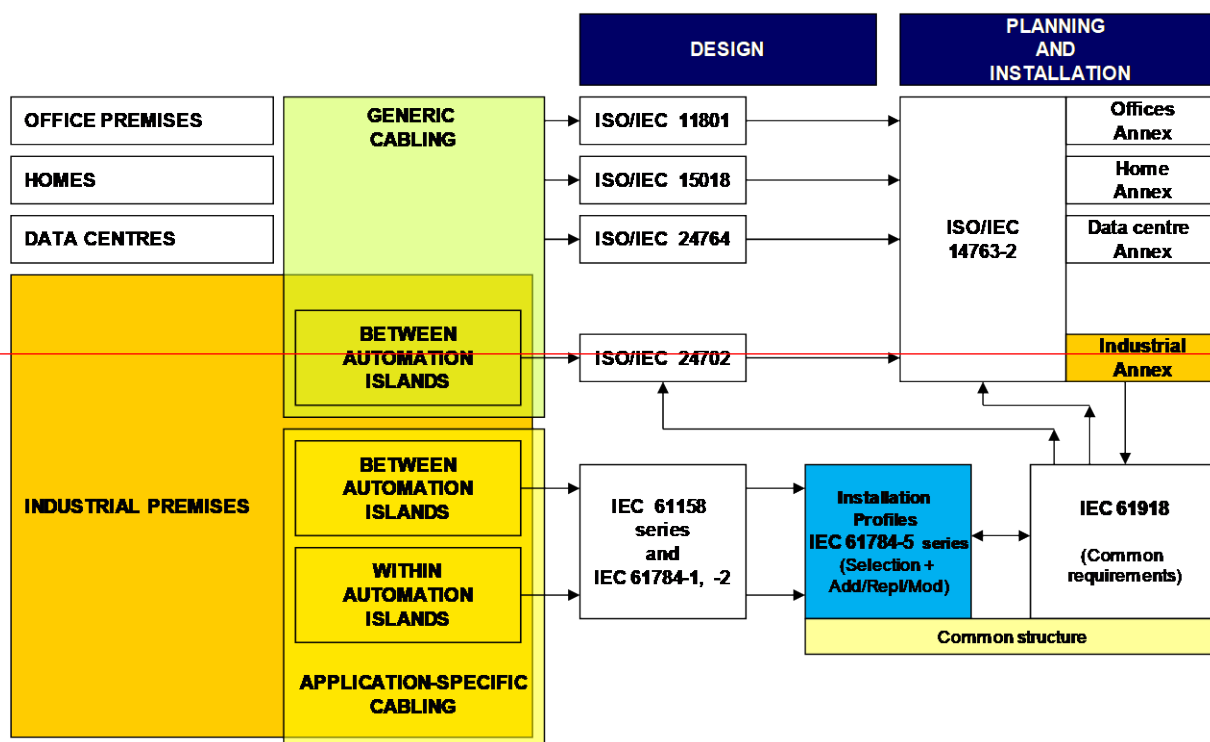 DESIGN
PLANNING
AND
INSTALLATION
OFFICE PREMISES
GENERIC
CABLING
ISO/IEC 11801
Offices
Annex
HOMES
ISO/IEC 15018
Home
Annex
DATA CENTRES
ISO/IEC 24764
ISO/IEC
14763-2
Data centre
Annex
BETWEEN
AUTOMATION
ISLANDS
ISO/IEC 24702
Industrial
Annex
INDUSTRIAL PREMISES
BETWEEN
AUTOMATION
ISLANDS
WITHIN
AUTOMATION
ISLANDS
APPLICATION-SPECIFIC
CABLING
IEC 61158
series
and
IEC 61784-1, -2
Installation
Profiles
IEC 61784-5 series
(Selection +
Add/Repl/Mod)
IEC 61918
(Common
requirements)
Common structure